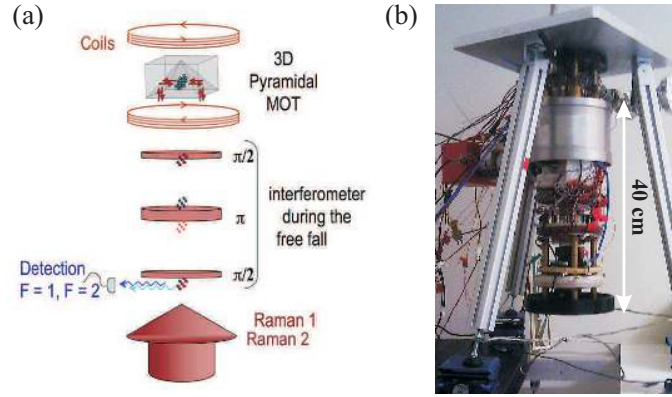 (a)
Coils
3D
Pyramidal
MOT
π/2
π
interferometer
during the
free fall
π/2
Detection
F = 1, F = 2
Raman 1
Raman 2
(b)
40 cm